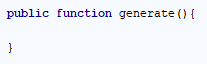 public function generate(){
}